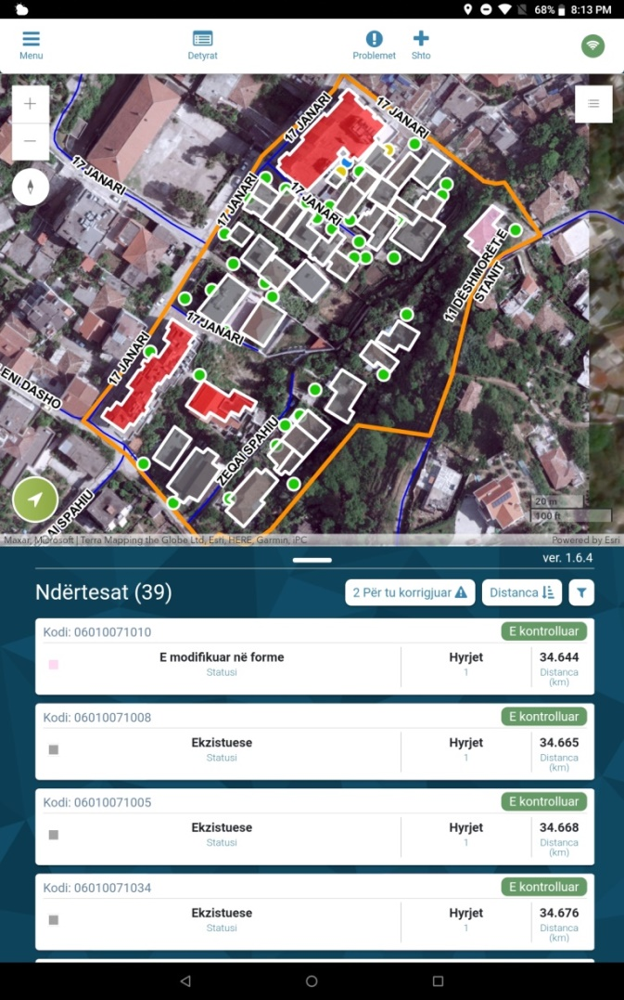 68% 8:13 PM
Menu
Detyrat
Problemet
Shto
17 JANARI
17 JANARI
17 JANARI
17 JANARI
17 JANARI
17 JANARI
11 DËSHMORËT E
STANIT
17 JANARI
ENI DASHO
ZEQAI SPAHIU
AI SPAHIU
20 m
100 ft
Maxar, Microsoft | Terra Mapping the Globe Ltd, Esri, HERE, Garmin, iPC
Powered by Esri
ver. 1.6.4
Ndërtesat (39)
2 Për tu korrigjuar
Distanca
Kodi: 06010071010
E kontrolluar
E modifikuar në forme
Hyrjet
34.644
Statusi
1
Distanca
(km)
Kodi: 06010071008
E kontrolluar
Ekzistuese
Hyrjet
34.665
Statusi
1
Distanca
(km)
Kodi: 06010071005
E kontrolluar
Ekzistuese
Hyrjet
34.668
Statusi
1
Distanca
(km)
Kodi: 06010071034
E kontrolluar
Ekzistuese
Hyrjet
34.676
Statusi
1
Distanca
(km)